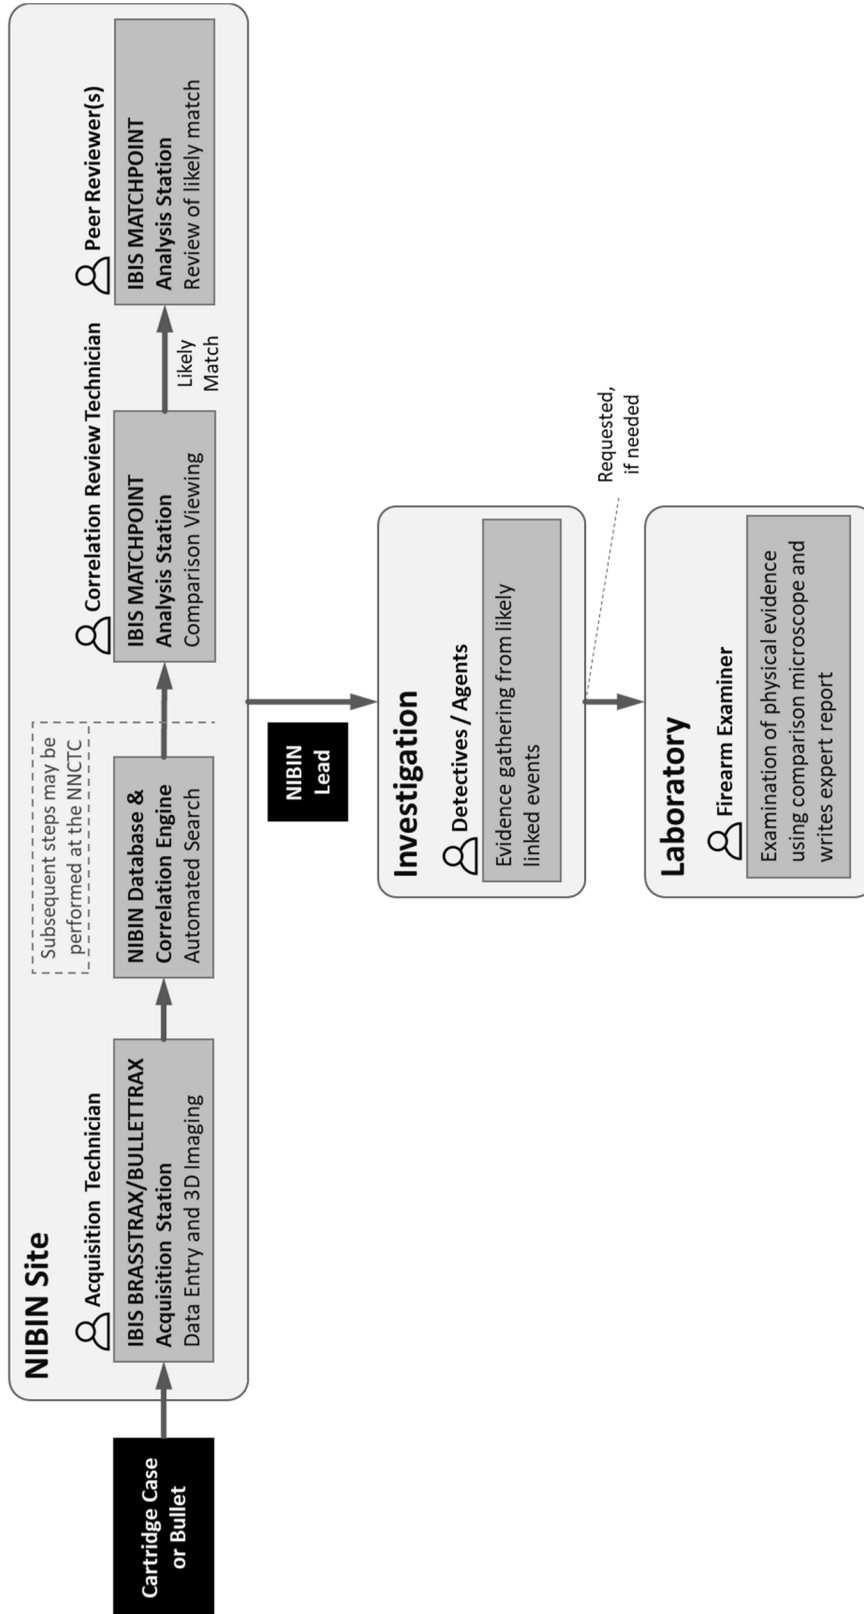 Cartridge Case
or Bullet
NIBIN Site
Acquisition Technician
IBIS BRASSTRAX/BULLETTRAX
Acquisition Station
Data Entry and 3D Imaging
Subsequent steps may be
performed at the NNCTC
NIBIN Database &
Correlation Engine
Automated Search
Correlation Review Technician
IBIS MATCHPOINT
Analysis Station
Comparison Viewing
Likely
Match
Peer Reviewer(s)
IBIS MATCHPOINT
Analysis Station
Review of likely match
NIBIN
Lead
Investigation
Detectives / Agents
Evidence gathering from likely
linked events
Requested,
if needed
Laboratory
Firearm Examiner
Examination of physical evidence
using comparison microscope and
writes expert report